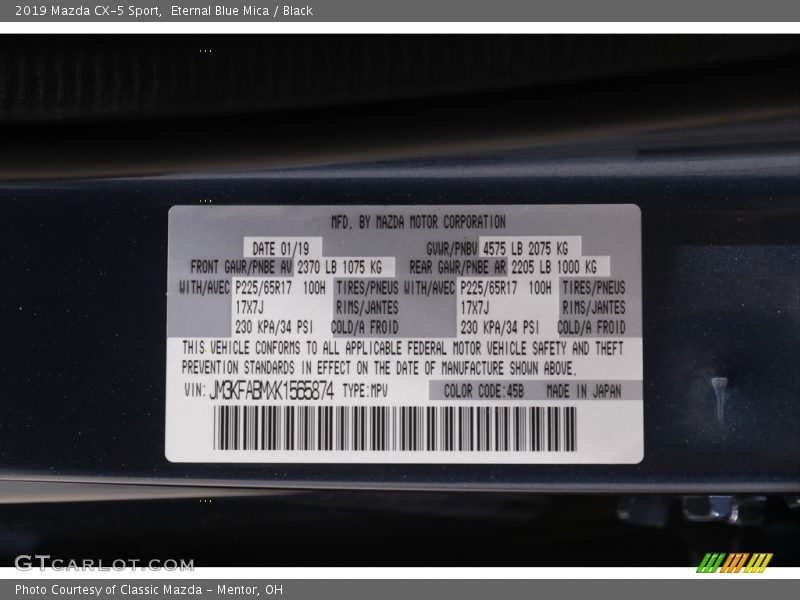 2019 Mazda CX-5 Sport,  Eternal Blue Mica / Black
MFD. BY MAZDA MOTOR CORPORATION
DATE 01/19 GVWR/PNBV 4575 LB 2075 KG
FRONT GAWR/PNBE AV 2370 LB 1075 KG REAR GAWR/PNBE AR 2205 LB 1000 KG
WITH/AVEC P225/65R17 100H TIRES/PNEUS WITH/AVEC P225/65R17 100H TIRES/PNEUS
17X7J RIMS/JANTES 17X7J RIMS/JANTES
230 KPA/34 PSI COLD/A FROID 230 KPA/34 PSI COLD/A FROID
THIS VEHICLE CONFORMS TO ALL APPLICABLE FEDERAL MOTOR VEHICLE SAFETY AND THEFT
PREVENTION STANDARDS IN EFFECT ON THE DATE OF MANUFACTURE SHOWN ABOVE.
VIN: JM3KFABMXK1565874 TYPE:MPV COLOR CODE:45B MADE IN JAPAN
GTCARLOT.COM
Photo Courtesy of Classic Mazda - Mentor, OH